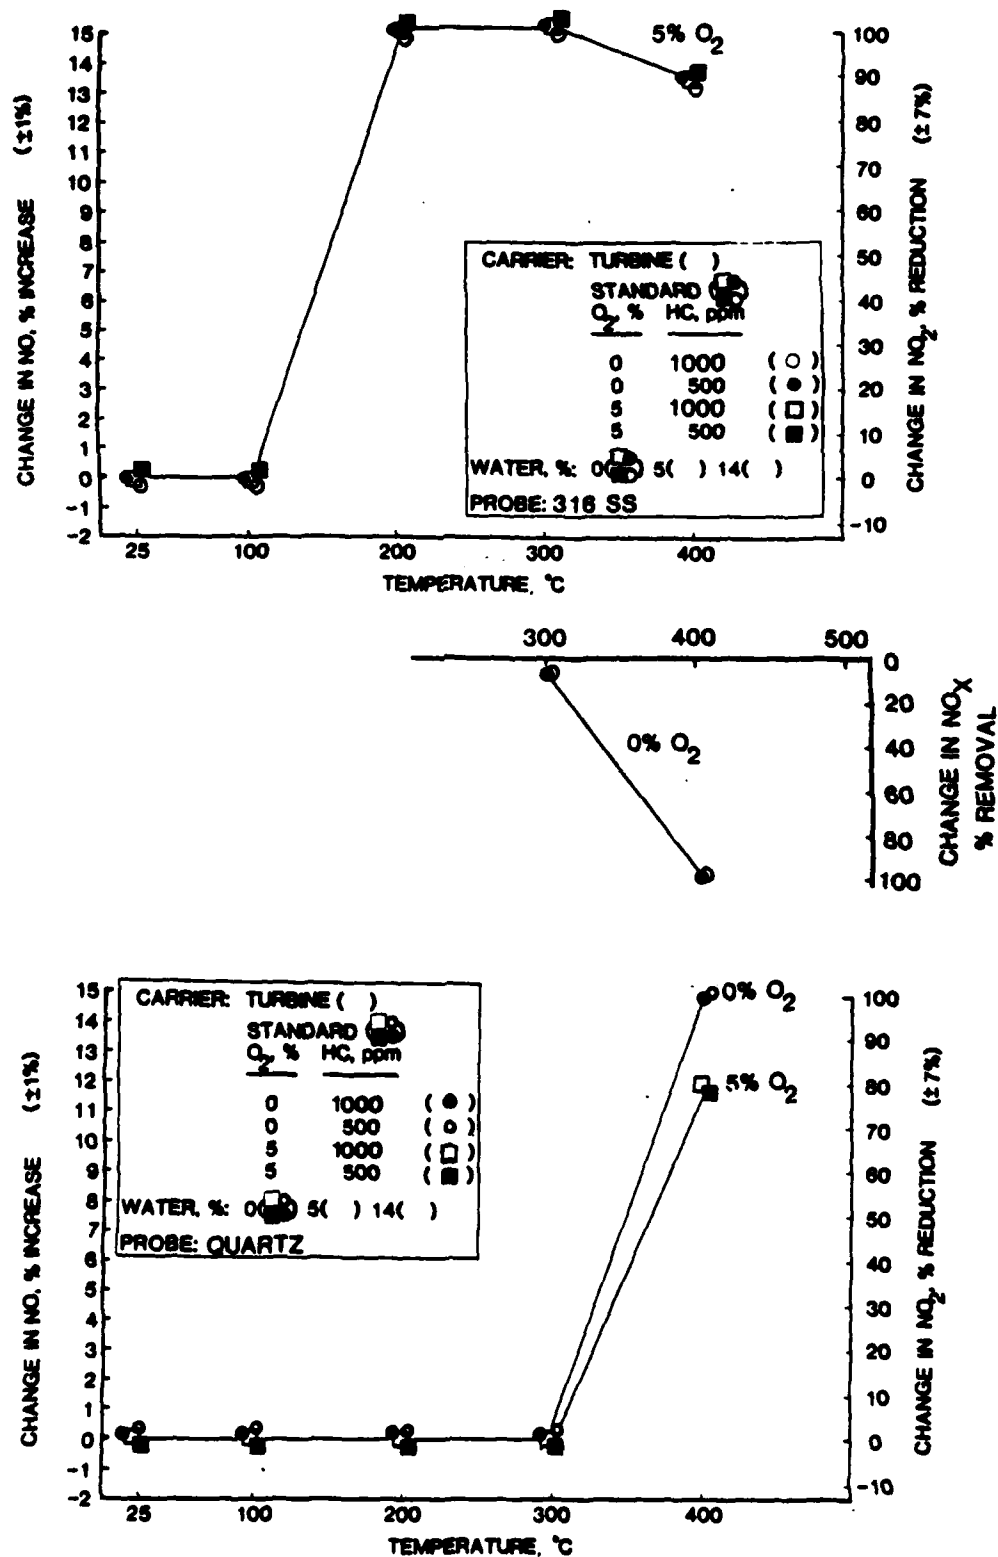 CHANGE IN NO, % INCREASE (±1%)
15
14
13
12
11
10
9
8
7
6
5
4
3
2
1
0
-1
-2
5% O2
CARRIER: TURBINE ( )
STANDARD
O2, % HC, ppm
0 1000 ( ○ )
0 500 ( ● )
5 1000 ( □ )
5 500 ( ■ )
WATER, %: 0( ) 5( ) 14( )
PROBE: 316 SS
100
90
80
70
60
50
40
30
20
10
0
-10
CHANGE IN NO2, % REDUCTION (±7%)
25 100 200 300 400
TEMPERATURE, °C
300 400 500
0
20
40
60
80
100
0% O2
CHANGE IN NOX
% REMOVAL
CHANGE IN NO, % INCREASE (±1%)
15
14
13
12
11
10
9
8
7
6
5
4
3
2
1
0
-1
-2
CARRIER: TURBINE ( )
STANDARD
O2, % HC, ppm
0 1000 ( ● )
0 500 ( ○ )
5 1000 ( □ )
5 500 ( ■ )
WATER, %: 0( ) 5( ) 14( )
PROBE: QUARTZ
0% O2
5% O2
100
90
80
70
60
50
40
30
20
10
0
-10
CHANGE IN NO2, % REDUCTION (±7%)
25 100 200 300 400
TEMPERATURE, °C